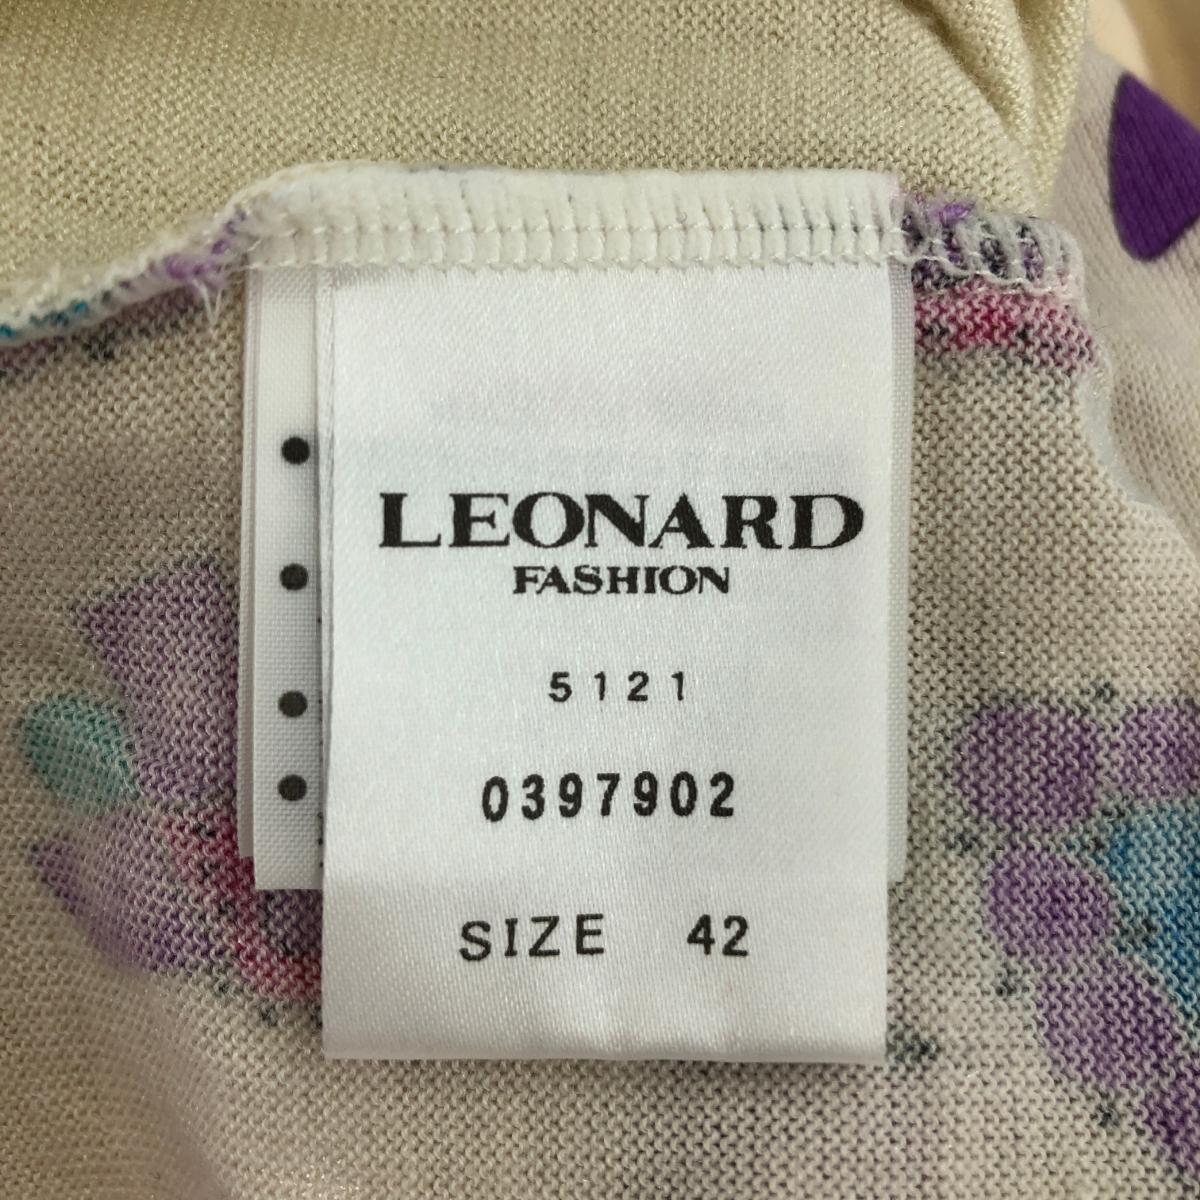 LEONARD
FASHION
5121
0397902
SIZE 42